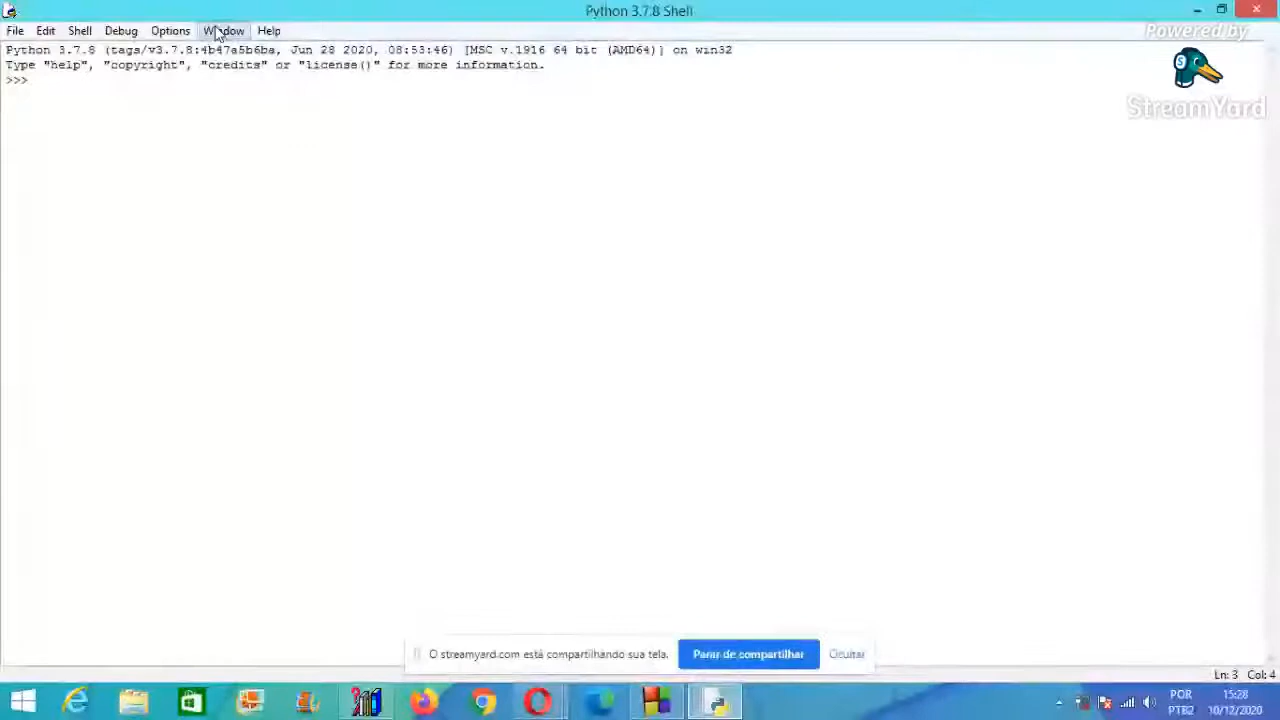 Python 3.7.8 Shell
File Edit Shell Debug Options Window Help
Powered by
StreamYard
Python 3.7.8 (tags/v3.7.8:4b47a5b6ba, Jun 28 2020, 08:53:46) [MSC v.1916 64 bit (AMD64)] on win32
Type "help", "copyright", "credits" or "license()" for more information.
>>>
O streamyard.com está compartilhando sua tela. Parar de compartilhar Ocultar
Ln: 3 Col: 4
POR 15:28
PTB2 10/12/2020